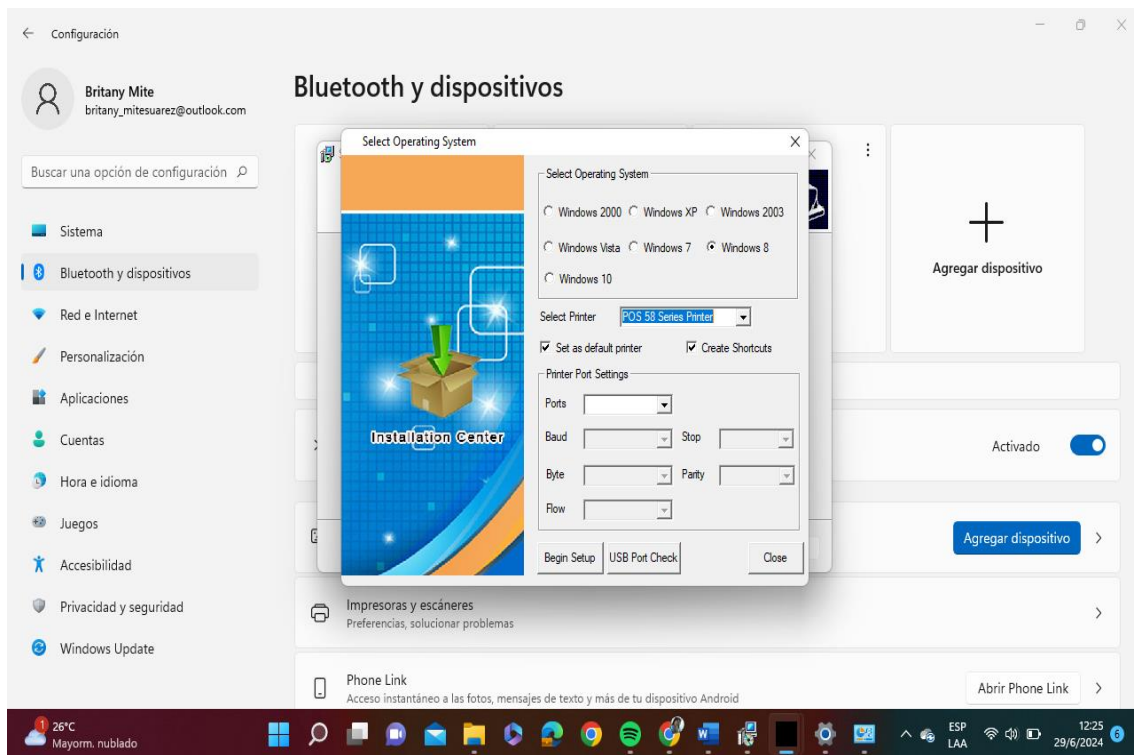 Configuración
Britany Mite
britany_mitesuarez@outlook.com
Buscar una opción de configuración
Sistema
Bluetooth y dispositivos
Red e Internet
Personalización
Aplicaciones
Cuentas
Hora e idioma
Juegos
Accesibilidad
Privacidad y seguridad
Windows Update
Bluetooth y dispositivos
Select Operating System
Installation Center
Select Operating System
Windows 2000 Windows XP Windows 2003
Windows Vista Windows 7 Windows 8
Windows 10
Select Printer POS 58 Series Printer
Set as default printer Create Shortcuts
Printer Port Settings
Ports
Baud Stop
Byte Parity
Flow
Begin Setup USB Port Check Close
Agregar dispositivo
Activado
Agregar dispositivo
Impresoras y escáneres
Preferencias, solucionar problemas
Phone Link
Acceso instantáneo a las fotos, mensajes de texto y más de tu dispositivo Android
Abrir Phone Link
1
26°C
Mayorm. nublado
ESP
LAA
12:25
29/6/2024
6